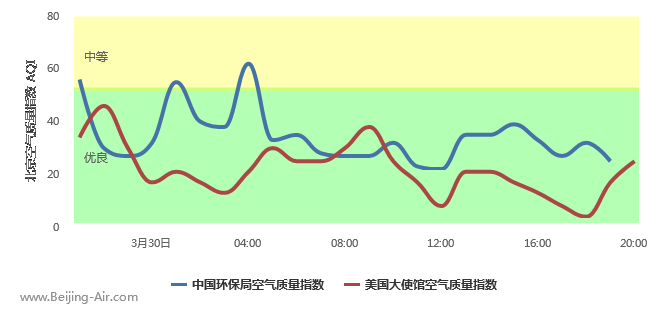 80
60
40
20
0
北京空气质量指数 AQI
中等
优良
3月30日
04:00
08:00
12:00
16:00
20:00
中国环保局空气质量指数
美国大使馆空气质量指数
www.Beijing-Air.com